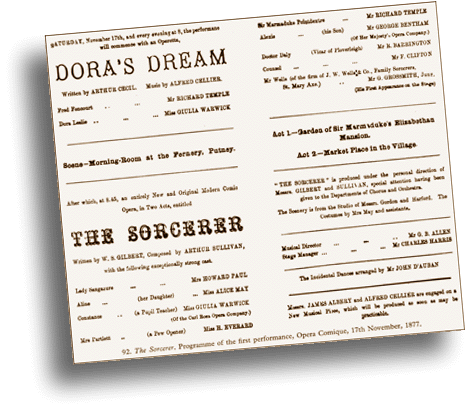 SATURDAY, November 17th, and every evening at 8, the performance
will commence with an Operetta,
DORA'S DREAM
Written by ARTHUR CECIL. Music by ALFRED CELLIER.
Fred Fancourt .. .. Mr RICHARD TEMPLE
Dora Leslie .. .. Miss GIULIA WARWICK
Scene—Morning-Room at the Fernery, Putney.
After which, at 8.45, an entirely New and Original Modern Comic
Opera, in Two Acts, entitled
THE SORCERER
Written by W. S. GILBERT, Composed by ARTHUR SULLIVAN,
with the following exceptionally strong cast.
Lady Sangazure ... ... Mrs HOWARD PAUL
Aline ... (her Daughter) ... Miss ALICE MAY
Constance .. (a Pupil Teacher) Miss GIULIA WARWICK
(Of the Carl Rosa Opera Company)
Mrs Partlett .. (a Pew Opener) Miss H. EVERARD
Sir Marmaduke Pointdextre ... Mr RICHARD TEMPLE
Alexis ... (his Son) Mr GEORGE BENTHAM
(Of Her Majesty's Opera Company)
Doctor Daly (Vicar of Ploverleigh) Mr R. BARRINGTON
Counsel ... ... Mr F. CLIFTON
Mr Wells (of the firm of J. W. Wells & Co., Family Sorcerers,
St. Mary Axe) .. Mr G. GROSSMITH, Junr.
(His First Appearance on the Stage)
Act 1.—Garden of Sir Marmaduke's Elizabethan
Mansion.
Act 2.—Market Place in the Village.
"THE SORCERER" is produced under the personal direction of
Messrs. GILBERT and SULLIVAN, special attention having been
given to the Departments of Chorus and Orchestra.
The Scenery is from the Studio of Messrs. Gordon and Harford. The
Costumes by Mrs May and assistants.
Musical Director ... ... Mr G. B. ALLEN
Stage Manager ... ... Mr CHARLES HARRIS
The Incidental Dances arranged by Mr JOHN D'AUBAN
Messrs. JAMES ALBERY and ALFRED CELLIER are engaged on a
New Musical Piece, which will be produced as soon as may be
practicable.
92. The Sorcerer, Programme of the first performance, Opera Comique, 17th November, 1877.